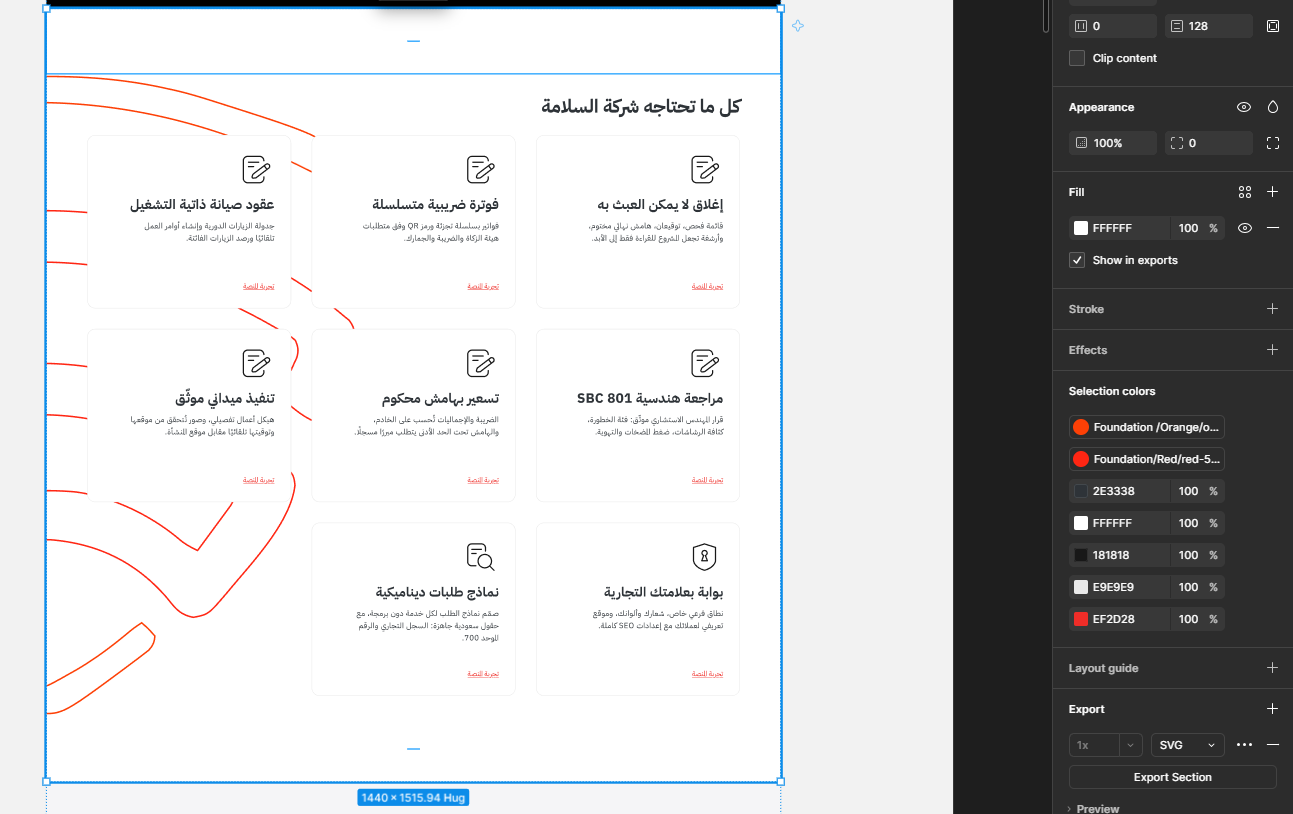 كل ما تحتاجه شركة السلامة
إغلاق لا يمكن العبث به
قائمة فحص، توقيعان، هامش نهائي مختوم،
وأرشفة تجعل المشروع للقراءة فقط إلى الأبد.
تجربة المنصة
فوترة ضريبية متسلسلة
فواتير بسلسلة تجزئة ورمز QR وفق متطلبات
هيئة الزكاة والضريبة والجمارك.
تجربة المنصة
عقود صيانة ذاتية التشغيل
جدولة الزيارات الدورية وإنشاء أوامر العمل
تلقائيًا ورصد الزيارات الفائتة.
تجربة المنصة
مراجعة هندسية SBC 801
قرار المهندس الاستشاري موثّق: فئة الخطورة،
كثافة الرشاشات، ضغط المضخات والتهوية.
تجربة المنصة
تسعير بهامش محكوم
الضريبة والإجماليات تُحسب على الخادم،
والهامش تحت الحد الأدنى يتطلب مبررًا مسجلًا.
تجربة المنصة
تنفيذ ميداني موثّق
هيكل أعمال تفصيلي، وصور تُتحقق من موقعها
وتوقيتها تلقائيًا مقابل موقع المنشأة.
تجربة المنصة
بوابة بعلامتك التجارية
نطاق فرعي خاص، شعارك وألوانك، وموقع
تعريفي لعملائك مع إعدادات SEO كاملة.
تجربة المنصة
نماذج طلبات ديناميكية
صمّم نماذج الطلب لكل خدمة دون برمجة، مع
حقول سعودية جاهزة: السجل التجاري والرقم
الموحد 700.
تجربة المنصة
1440 × 1515.94 Hug
0
128
Clip content
Appearance
100%
0
Fill
FFFFFF 100 %
Show in exports
Stroke
Effects
Selection colors
Foundation /Orange/o...
Foundation/Red/red-5...
2E3338 100 %
FFFFFF 100 %
181818 100 %
E9E9E9 100 %
EF2D28 100 %
Layout guide
Export
1x
SVG
Export Section
Preview